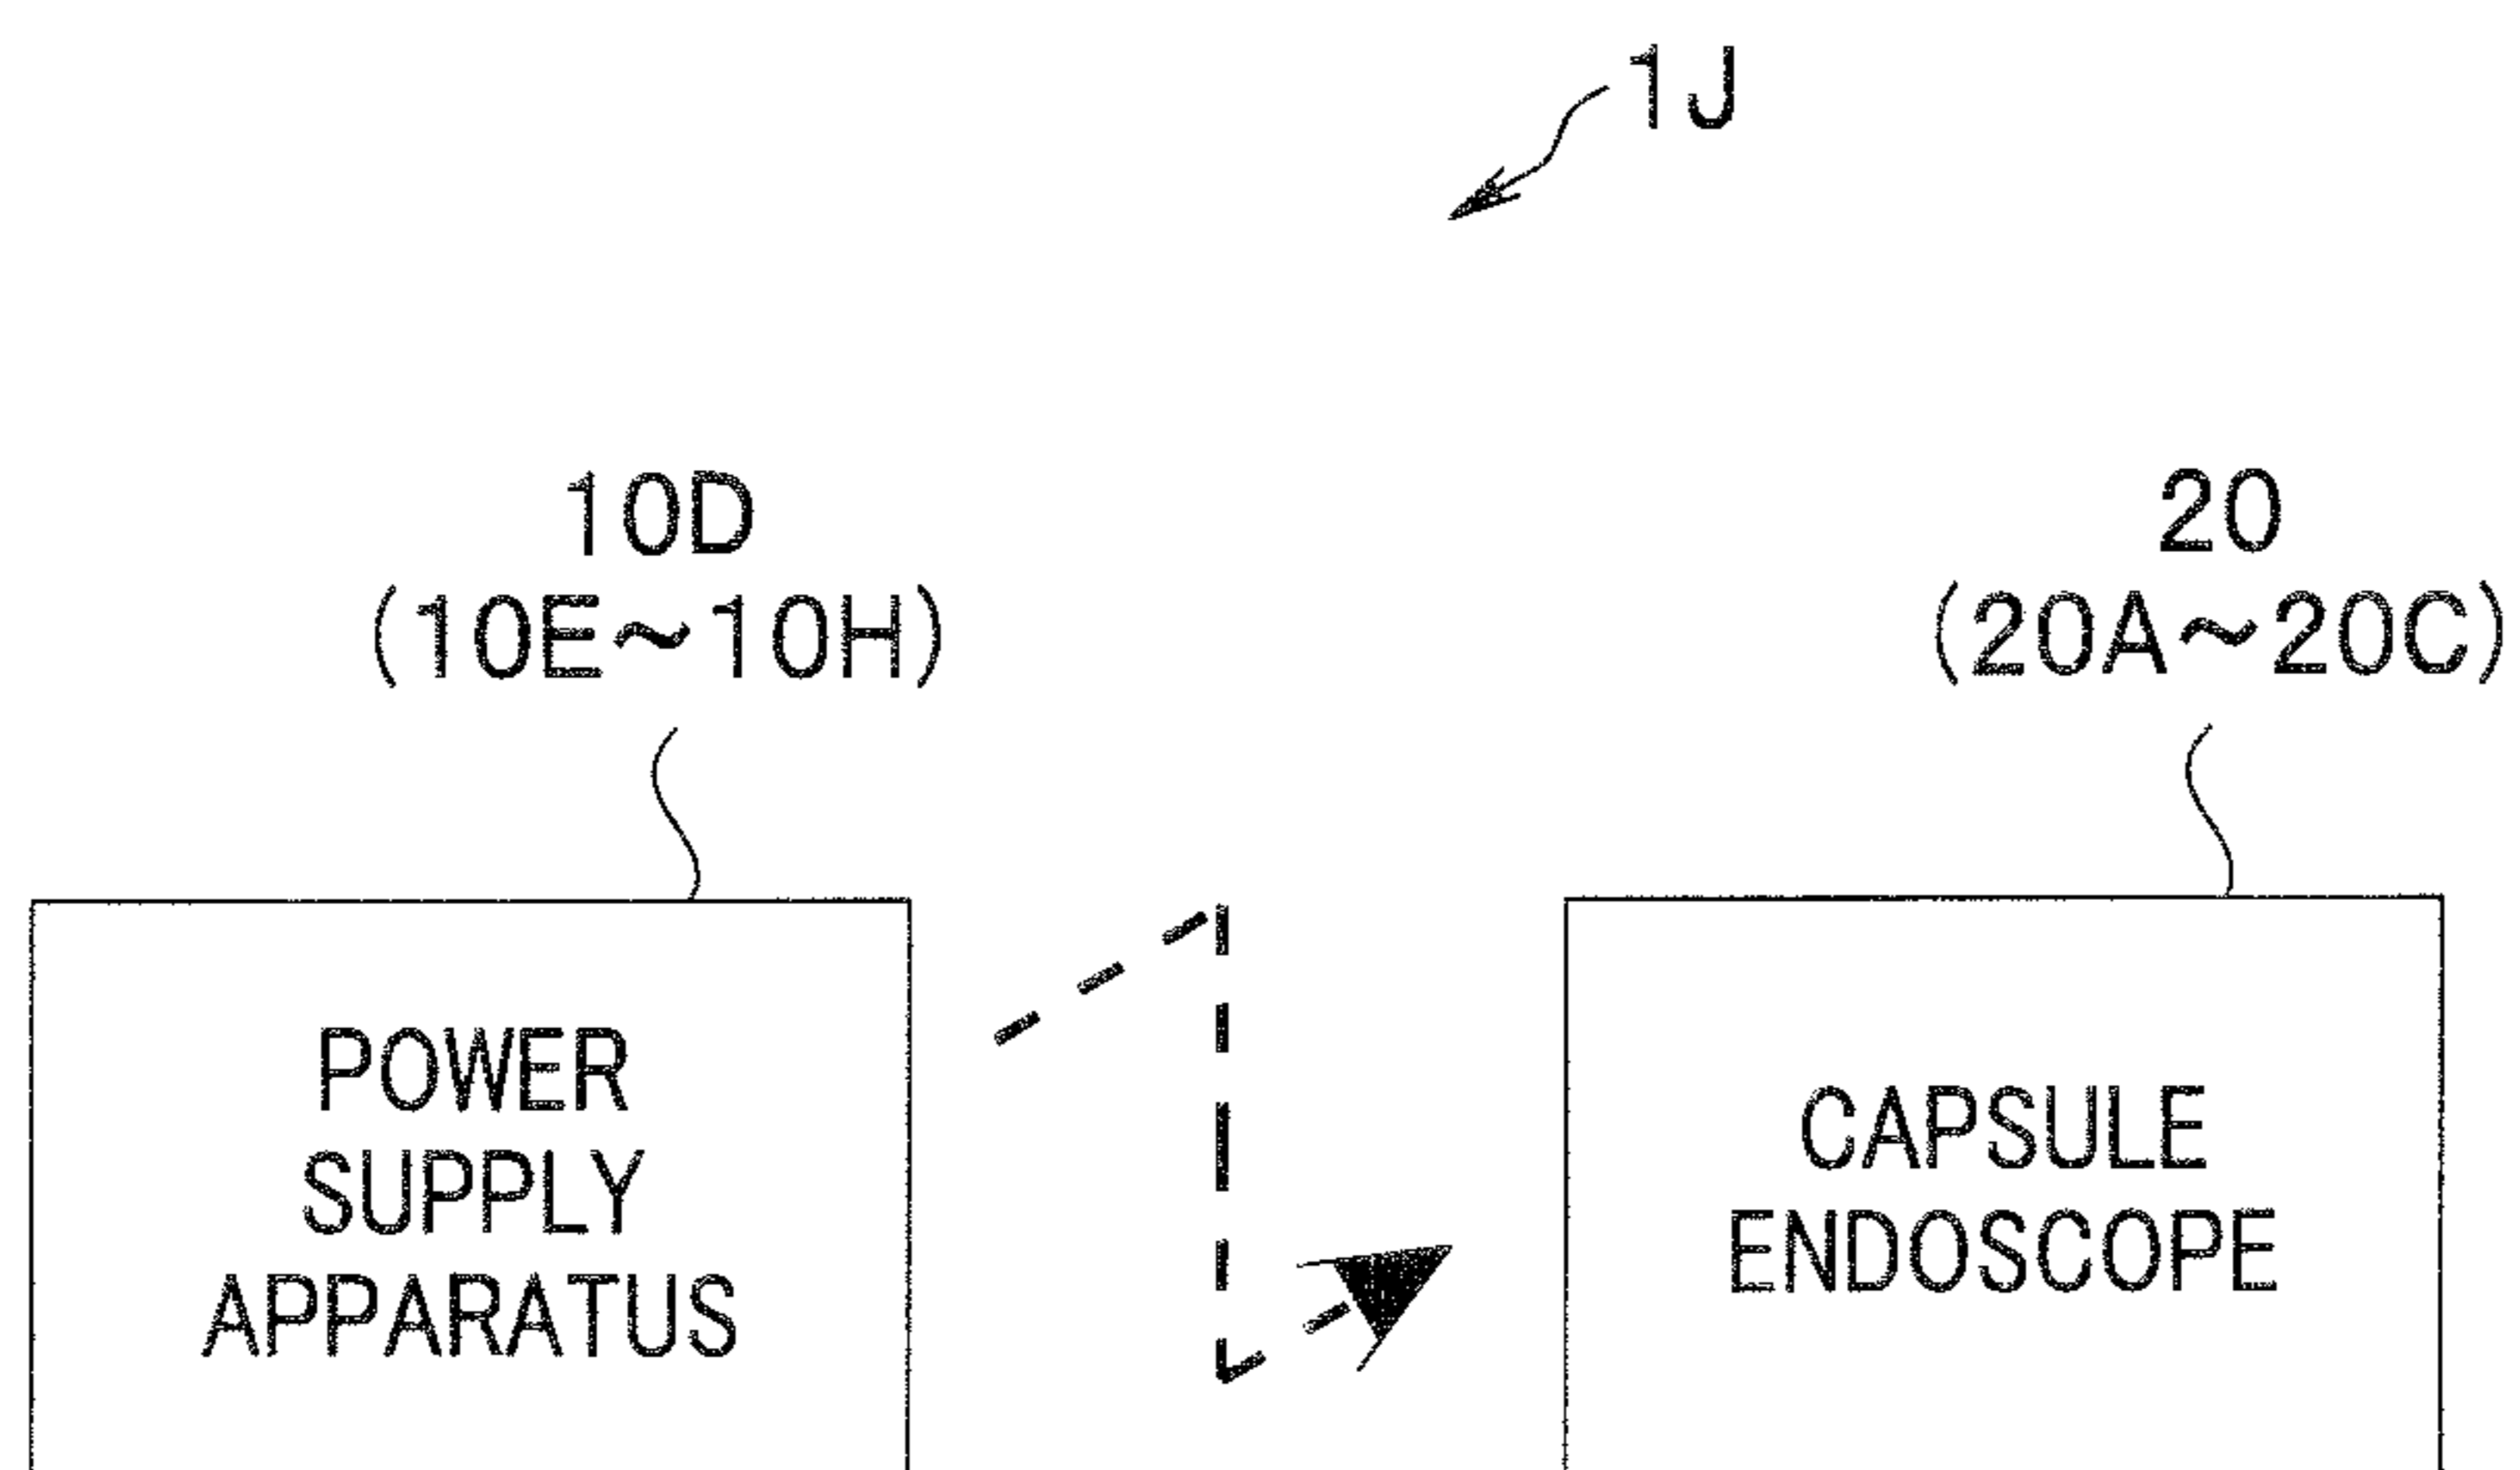 1J
10D
(10E~10H)
20
(20A~20C)
POWER
SUPPLY
APPARATUS
CAPSULE
ENDOSCOPE